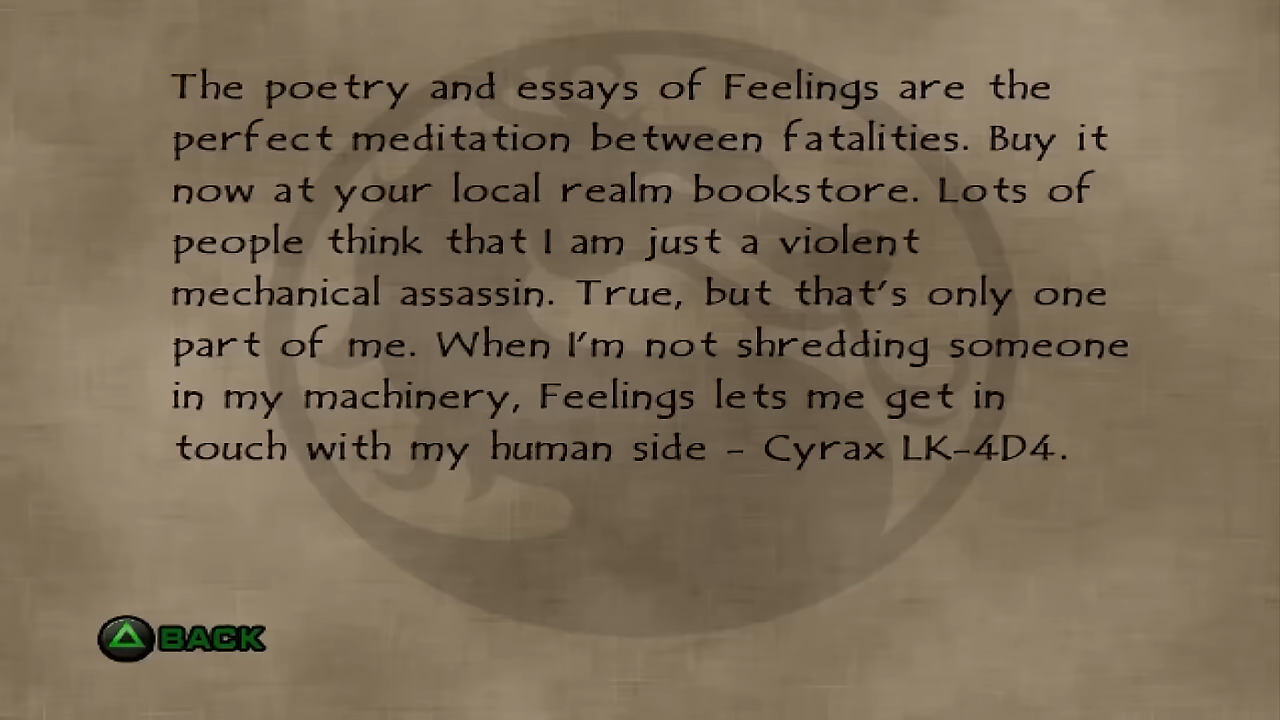 The poetry and essays of Feelings are the
perfect meditation between fatalities. Buy it
now at your local realm bookstore. Lots of
people think that I am just a violent
mechanical assassin. True, but that's only one
part of me. When I'm not shredding someone
in my machinery, Feelings lets me get in
touch with my human side - Cyrax LK-4D4.
BACK